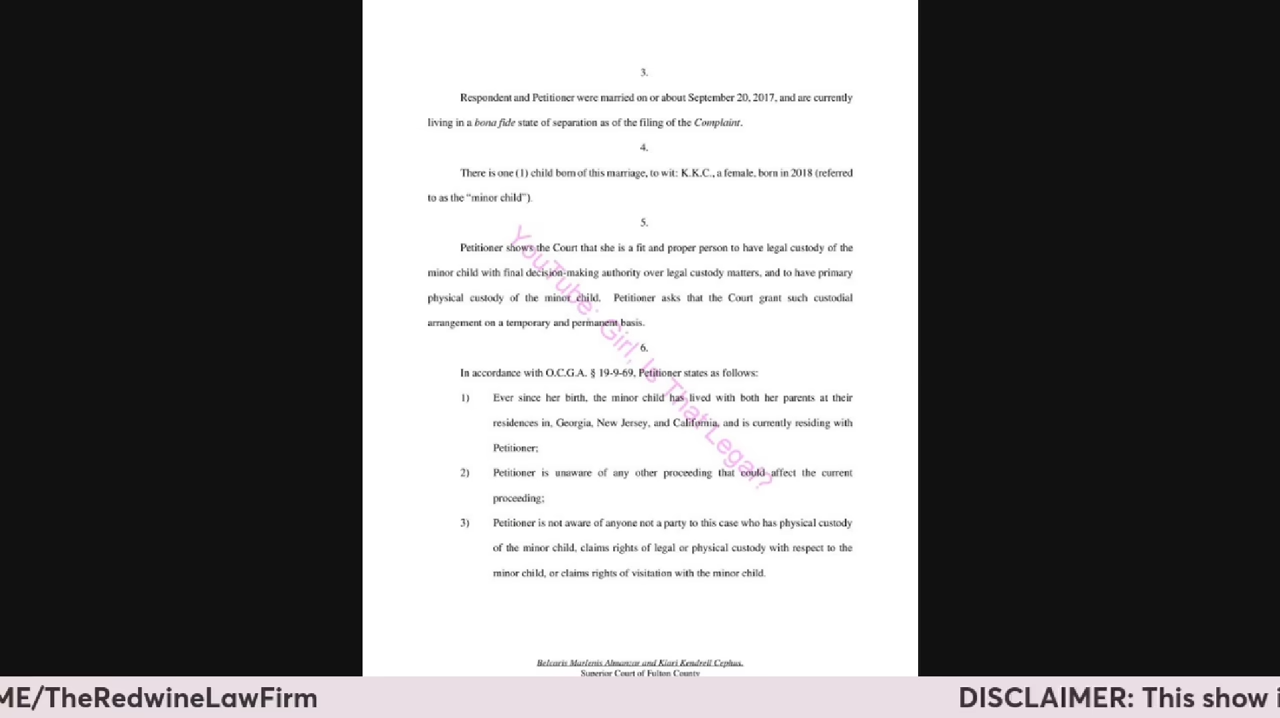 3.
Respondent and Petitioner were married on or about September 20, 2017, and are currently
living in a bona fide state of separation as of the filing of the Complaint.
4.
There is one (1) child born of this marriage, to wit: K.K.C., a female, born in 2018 (referred
to as the “minor child”).
5.
Petitioner shows the Court that she is a fit and proper person to have legal custody of the
minor child with final decision-making authority over legal custody matters, and to have primary
physical custody of the minor child. Petitioner asks that the Court grant such custodial
arrangement on a temporary and permanent basis.
6.
In accordance with O.C.G.A. § 19-9-69, Petitioner states as follows:
1) Ever since her birth, the minor child has lived with both her parents at their
residences in, Georgia, New Jersey, and California, and is currently residing with
Petitioner;
2) Petitioner is unaware of any other proceeding that could affect the current
proceeding;
3) Petitioner is not aware of anyone not a party to this case who has physical custody
of the minor child, claims rights of legal or physical custody with respect to the
minor child, or claims rights of visitation with the minor child.
Belcaris Marlenis Almanzar and Kiari Kendrell Cephus,
Superior Court of Fulton County
YouTube: Girl, Is That Legal?
ME/TheRedwineLawFirm
DISCLAIMER: This show i